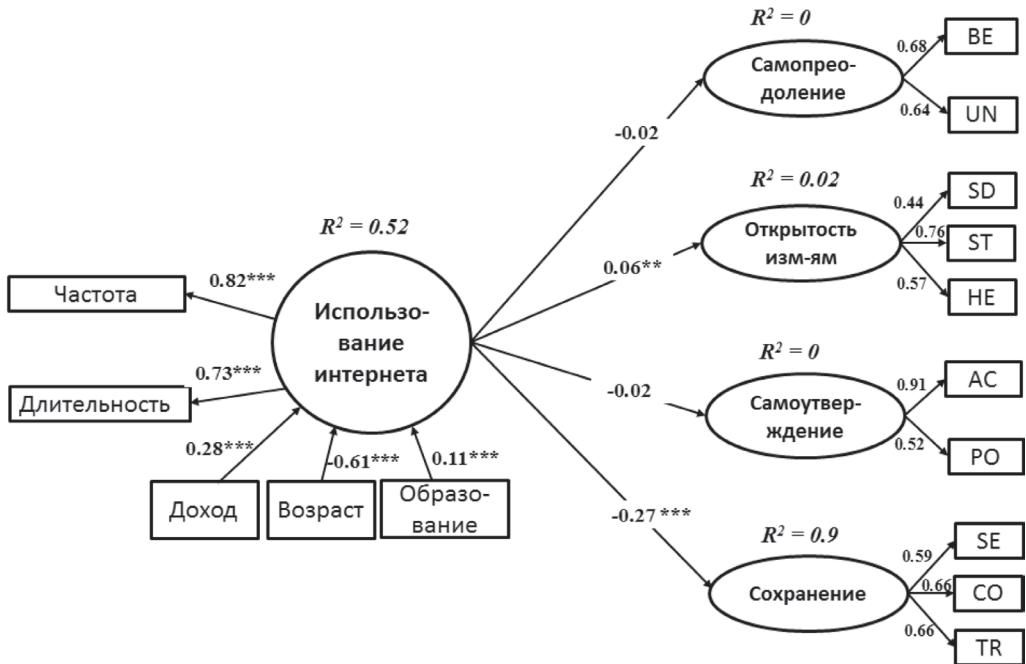 R² = 0
BE
0.68
Самопрео-
доление
0.64
UN
-0.02
R² = 0.02
SD
0.44
Открытость
изм-ям
0.76
ST
0.57
HE
0.06**
R² = 0.52
0.82***
Частота
Использо-
вание
интернета
0.73***
Длительность
0.28***
-0.61***
0.11***
Доход
Возраст
Образо-
вание
R² = 0
-0.02
0.91
AC
Самоутвер-
ждение
0.52
PO
-0.27***
R² = 0.9
SE
0.59
Сохранение
0.66
CO
0.66
TR